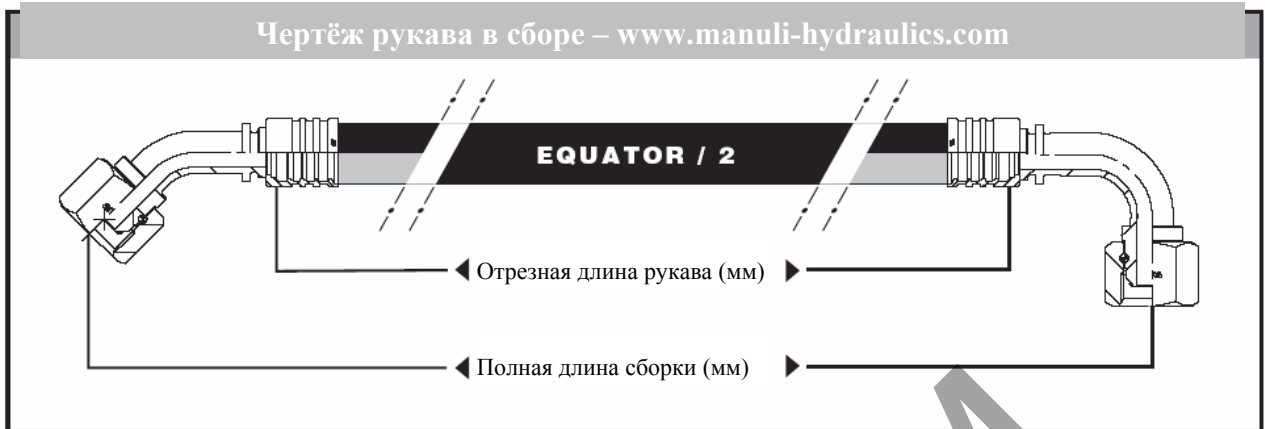 Чертёж рукава в сборе – www.manuli-hydraulics.com
EQUATOR / 2
Отрезная длина рукава (мм)
Полная длина сборки (мм)